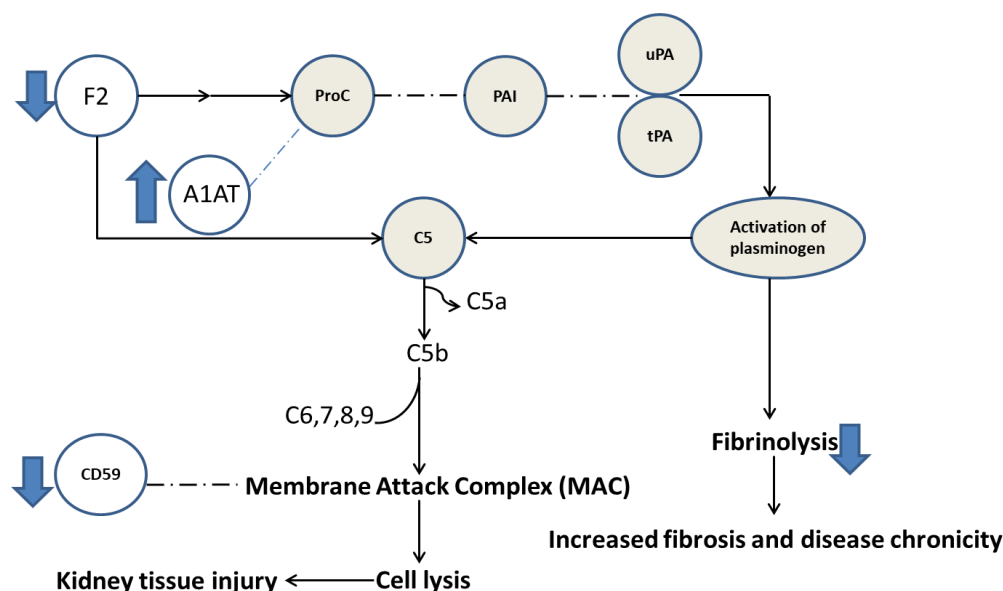 uPA
F2
ProC
PAI
tPA
A1AT
C5
Activation of
plasminogen
C5a
C5b
C6,7,8,9
Fibrinolysis
CD59
Membrane Attack Complex (MAC)
Increased fibrosis and disease chronicity
Kidney tissue injury
Cell lysis